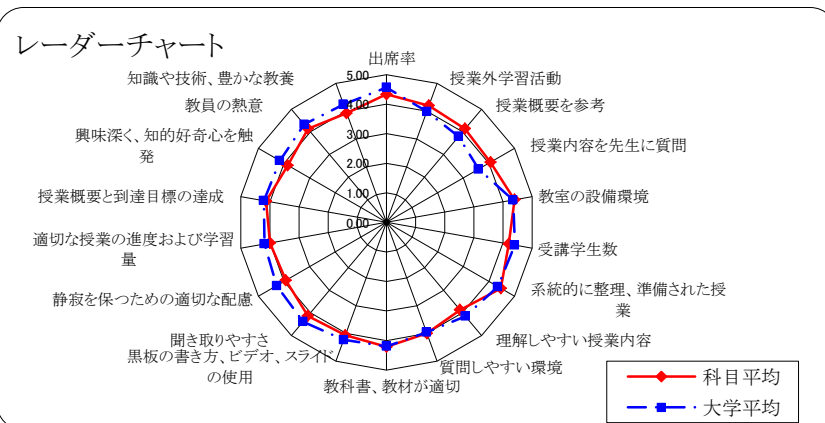 レーダーチャート
出席率
授業外学習活動
授業概要を参考
授業内容を先生に質問
教室の設備環境
受講学生数
系統的に整理、準備された授
業
理解しやすい授業内容
質問しやすい環境
教科書、教材が適切
黒板の書き方、ビデオ、スライド
の使用
聞き取りやすさ
静寂を保つための適切な配慮
適切な授業の進度および学習
量
授業概要と到達目標の達成
興味深く、知的好奇心を触
発
教員の熱意
知識や技術、豊かな教養
5.00
4.00
3.00
2.00
1.00
0.00
科目平均
大学平均